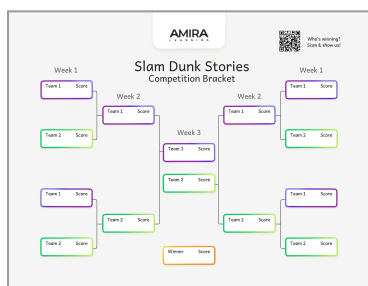 AMIRA
LEARNING
Who's winning?
Scan & show us!
Slam Dunk Stories
Competition Bracket
Week 1
Week 1
Team 1 Score
Team 1 Score
Week 2
Week 2
Team 1 Score
Team 1 Score
Team 2 Score
Team 2 Score
Week 3
Team 1 Score
Team 2 Score
Team 1 Score
Team 1 Score
Team 2 Score
Team 2 Score
Team 2 Score
Team 2 Score
Winner Score